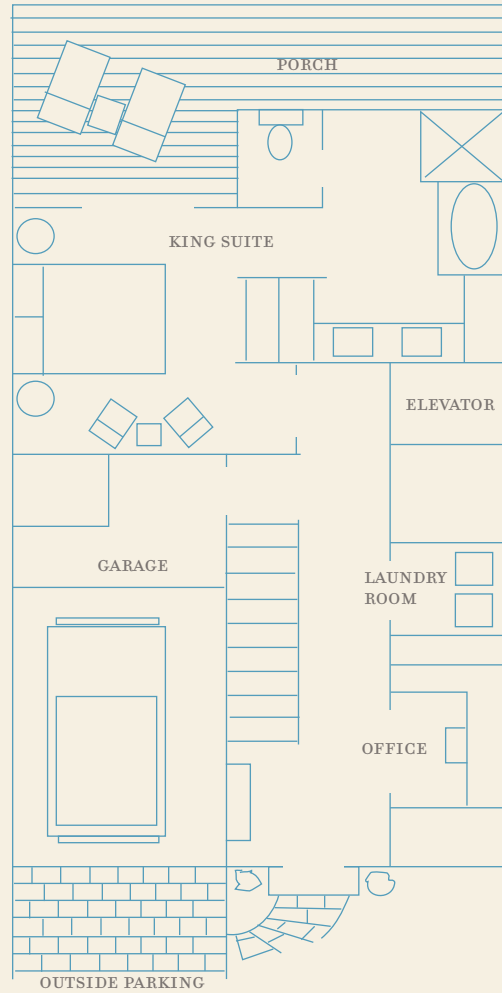 PORCH
KING SUITE
ELEVATOR
GARAGE
LAUNDRY
ROOM
OFFICE
OUTSIDE PARKING